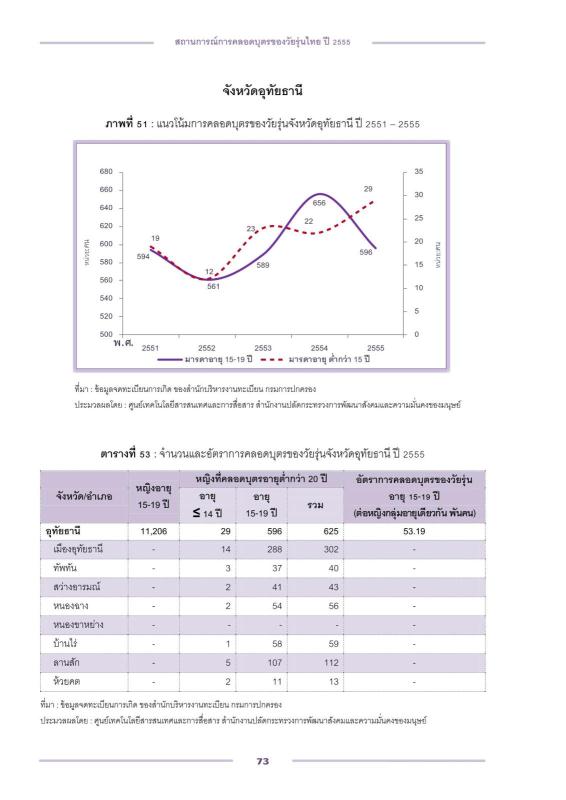 สถานการณ์การคลอดบุตรของวัยรุ่นไทย ปี 2555
จังหวัดอุทัยธานี
ภาพที่ 51 : แนวโน้มการคลอดบุตรของวัยรุ่นจังหวัดอุทัยธานี ปี 2551 – 2555
680 35
660 30
640 25
620 20
600 15
580 10
560 5
540 0
520
500
หน่วย:คน
หน่วย:คน
594 561 589 656 596
19 12 23 22 29
พ.ศ. 2551 2552 2553 2554 2555
มารดาอายุ 15-19 ปี มารดาอายุ ต่ำกว่า 15 ปี
ที่มา : ข้อมูลจดทะเบียนการเกิด ของสำนักบริหารงานทะเบียน กรมการปกครอง
ประมวลผลโดย : ศูนย์เทคโนโลยีสารสนเทศและการสื่อสาร สำนักงานปลัดกระทรวงการพัฒนาสังคมและความมั่นคงของมนุษย์
ตารางที่ 53 : จำนวนและอัตราการคลอดบุตรของวัยรุ่นจังหวัดอุทัยธานี ปี 2555
จังหวัด/อำเภอ
หญิงอายุ
15-19 ปี
หญิงที่คลอดบุตรอายุต่ำกว่า 20 ปี
อายุ
≤ 14 ปี
อายุ
15-19 ปี
รวม
อัตราการคลอดบุตรของวัยรุ่น
อายุ 15-19 ปี
(ต่อหญิงกลุ่มอายุเดียวกัน พันคน)
อุทัยธานี 11,206 29 596 625 53.19
เมืองอุทัยธานี - 14 288 302 -
ทัพทัน - 3 37 40 -
สว่างอารมณ์ - 2 41 43 -
หนองฉาง - 2 54 56 -
หนองขาหย่าง - - - - -
บ้านไร่ - 1 58 59 -
ลานสัก - 5 107 112 -
ห้วยคต - 2 11 13 -
ที่มา : ข้อมูลจดทะเบียนการเกิด ของสำนักบริหารงานทะเบียน กรมการปกครอง
ประมวลผลโดย : ศูนย์เทคโนโลยีสารสนเทศและการสื่อสาร สำนักงานปลัดกระทรวงการพัฒนาสังคมและความมั่นคงของมนุษย์
73